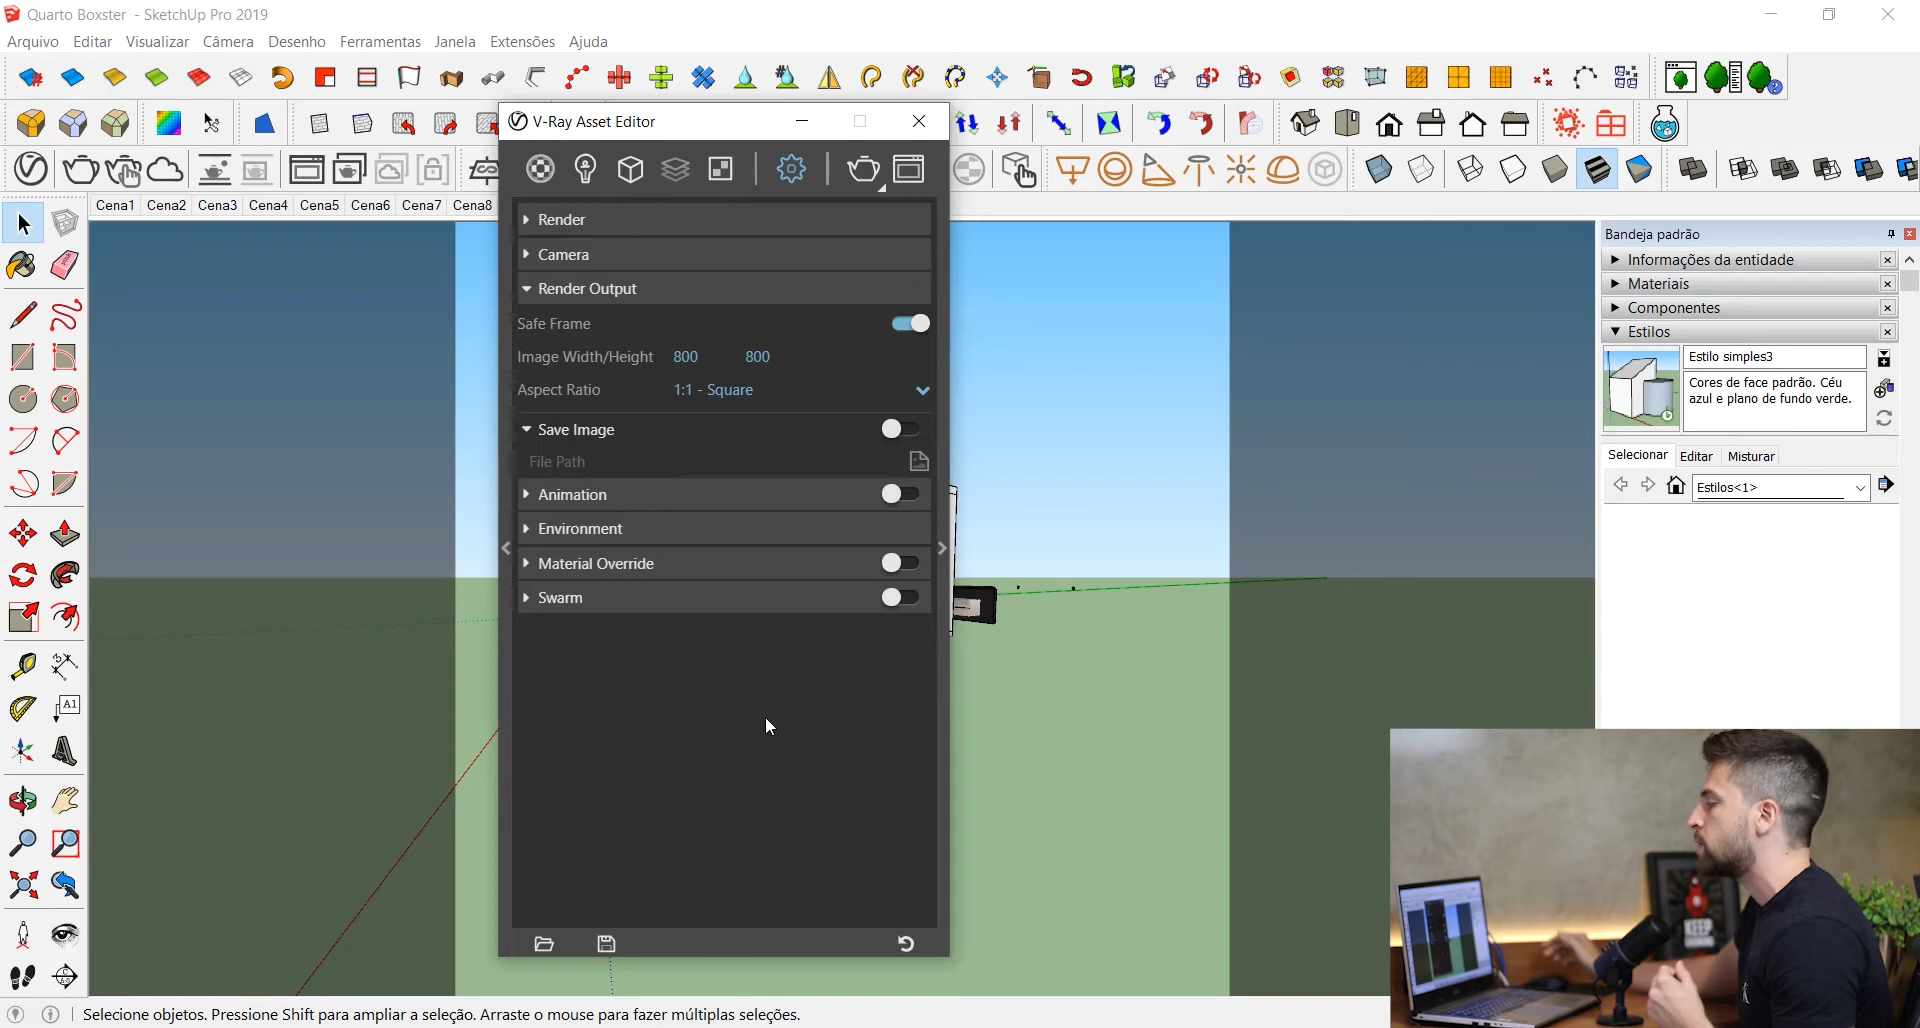 Quarto Boxster - SketchUp Pro 2019
Arquivo Editar Visualizar Câmera Desenho Ferramentas Janela Extensões Ajuda
V-Ray Asset Editor
Cena1 Cena2 Cena3 Cena4 Cena5 Cena6 Cena7 Cena8
Render
Camera
Render Output
Safe Frame
Image Width/Height 800 800
Aspect Ratio 1:1 - Square
Save Image
File Path
Animation
Environment
Material Override
Swarm
Bandeja padrão
Informações da entidade
Materiais
Componentes
Estilos
Estilo simples3
Cores de face padrão. Céu
azul e plano de fundo verde.
Selecionar Editar Misturar
Estilos<1>
A1
KEEP
Selecione objetos. Pressione Shift para ampliar a seleção. Arraste o mouse para fazer múltiplas seleções.